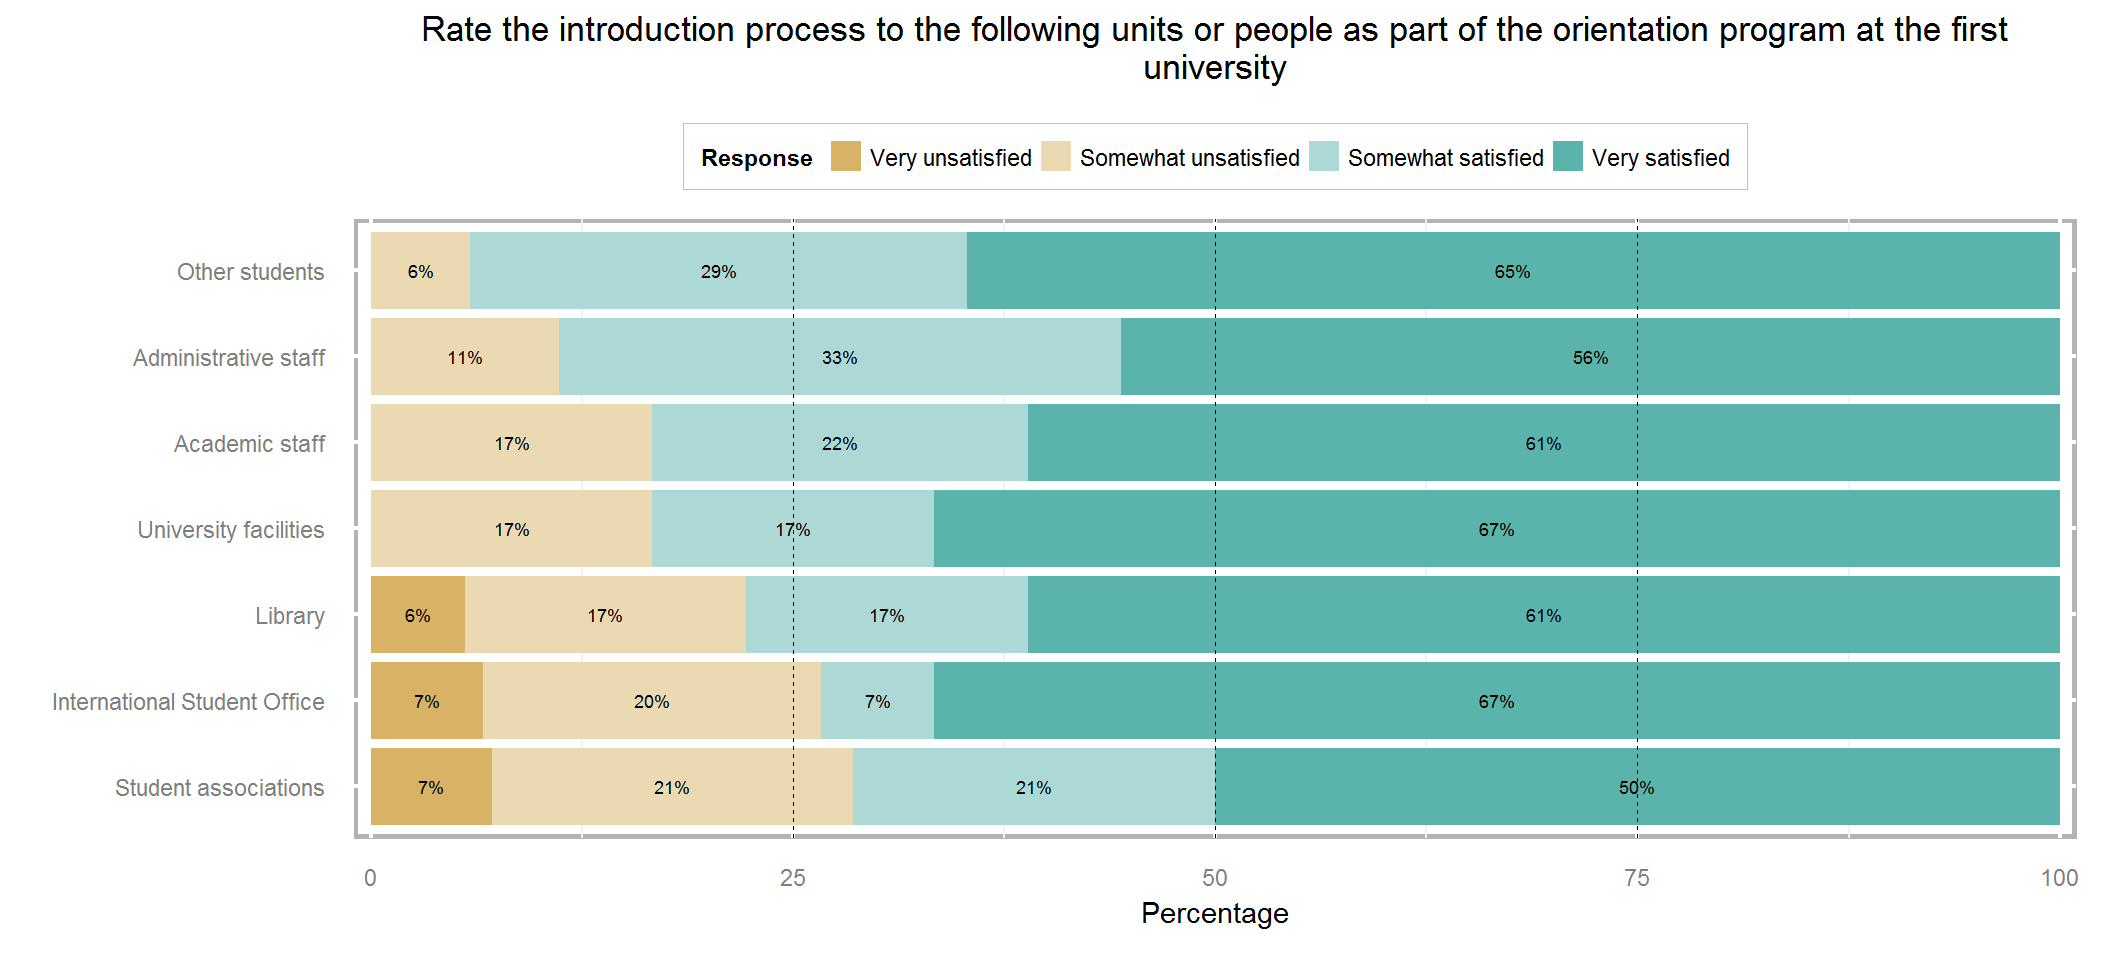 Rate the introduction process to the following units or people as part of the orientation program at the first
university
Response Very unsatisfied Somewhat unsatisfied Somewhat satisfied Very satisfied
Other students 6% 29% 65%
Administrative staff 11% 33% 56%
Academic staff 17% 22% 61%
University facilities 17% 17% 67%
Library 6% 17% 17% 61%
International Student Office 7% 20% 7% 67%
Student associations 7% 21% 21% 50%
0 25 50 75 100
Percentage